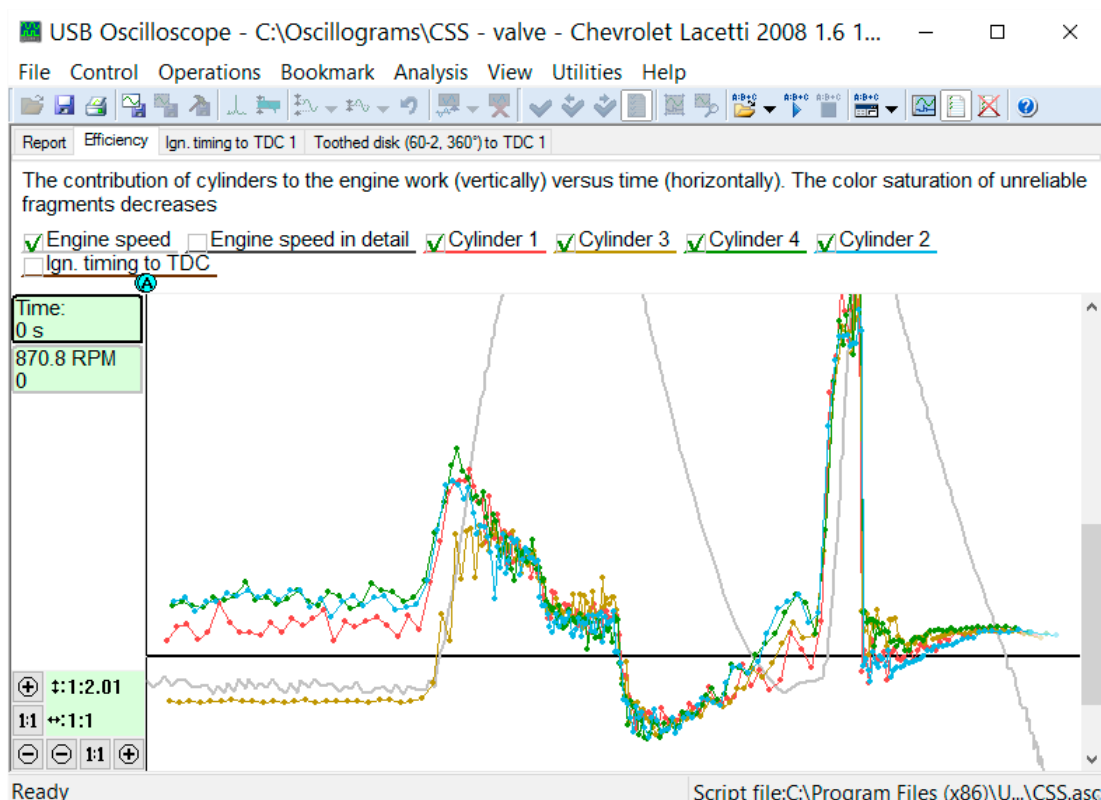 USB Oscilloscope - C:\Oscillograms\CSS - valve - Chevrolet Lacetti 2008 1.6 1...
File Control Operations Bookmark Analysis View Utilities Help
A:B+C A:B+C A:B+C A:B+C
Report Efficiency Ign. timing to TDC 1 Toothed disk (60-2, 360°) to TDC 1
The contribution of cylinders to the engine work (vertically) versus time (horizontally). The color saturation of unreliable
fragments decreases
Engine speed Engine speed in detail Cylinder 1 Cylinder 3 Cylinder 4 Cylinder 2
Ign. timing to TDC
A
Time:
0 s
870.8 RPM
0
↕:1:2.01
1:1 ↔:1:1
1:1
Ready Script file:C:\Program Files (x86)\U...\CSS.asc